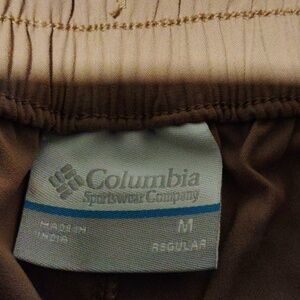 Columbia
Sportswear Company
MADE IN
INDIA
M
REGULAR